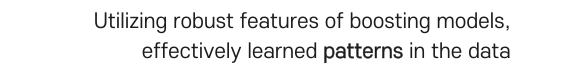 Utilizing robust features of boosting models,
effectively learned patterns in the data